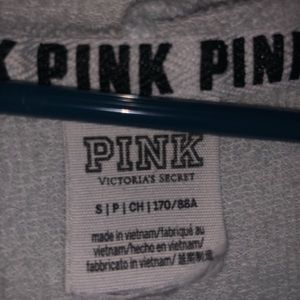 K PINK PIN
PINK
VICTORIA'S SECRET
S | P | CH | 170/88A
made in vietnam/fabriqué au
vietnam/hecho en vietnam/
fabbricato in vietnam/